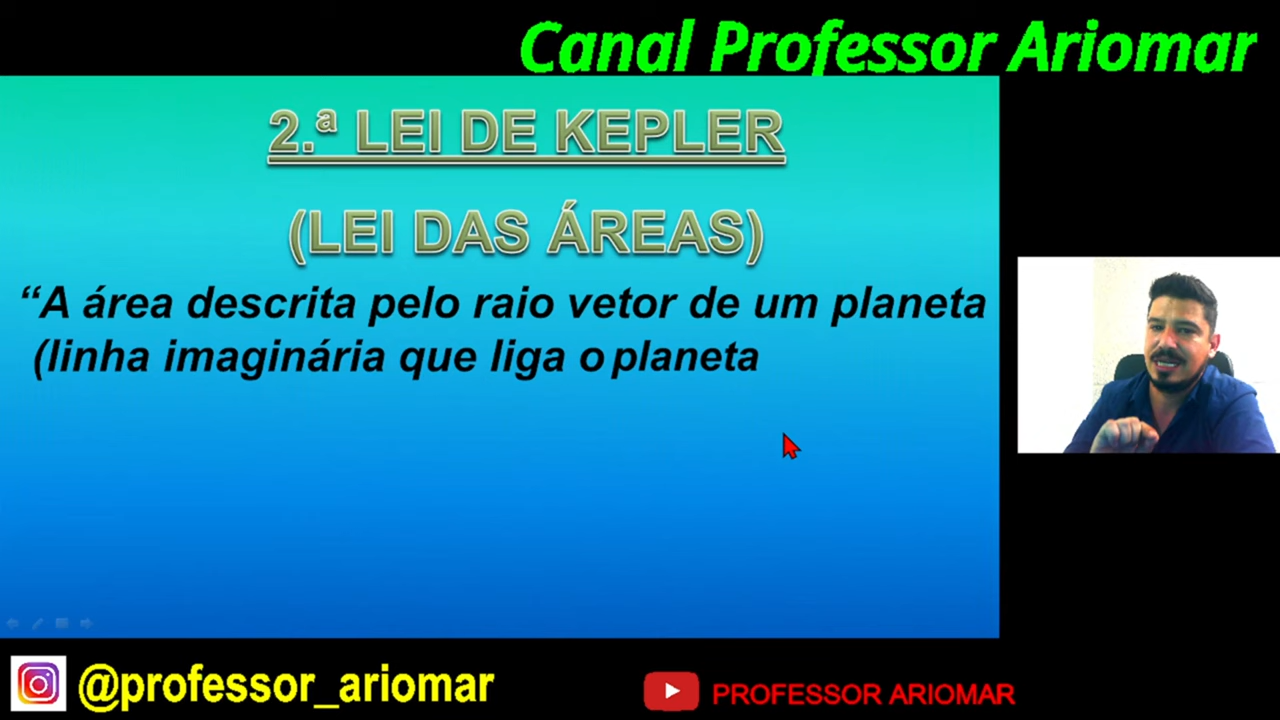 Canal Professor Ariomar
2.ª LEI DE KEPLER
(LEI DAS ÁREAS)
“A área descrita pelo raio vetor de um planeta
(linha imaginária que liga o planeta
@professor_ariomar
PROFESSOR ARIOMAR